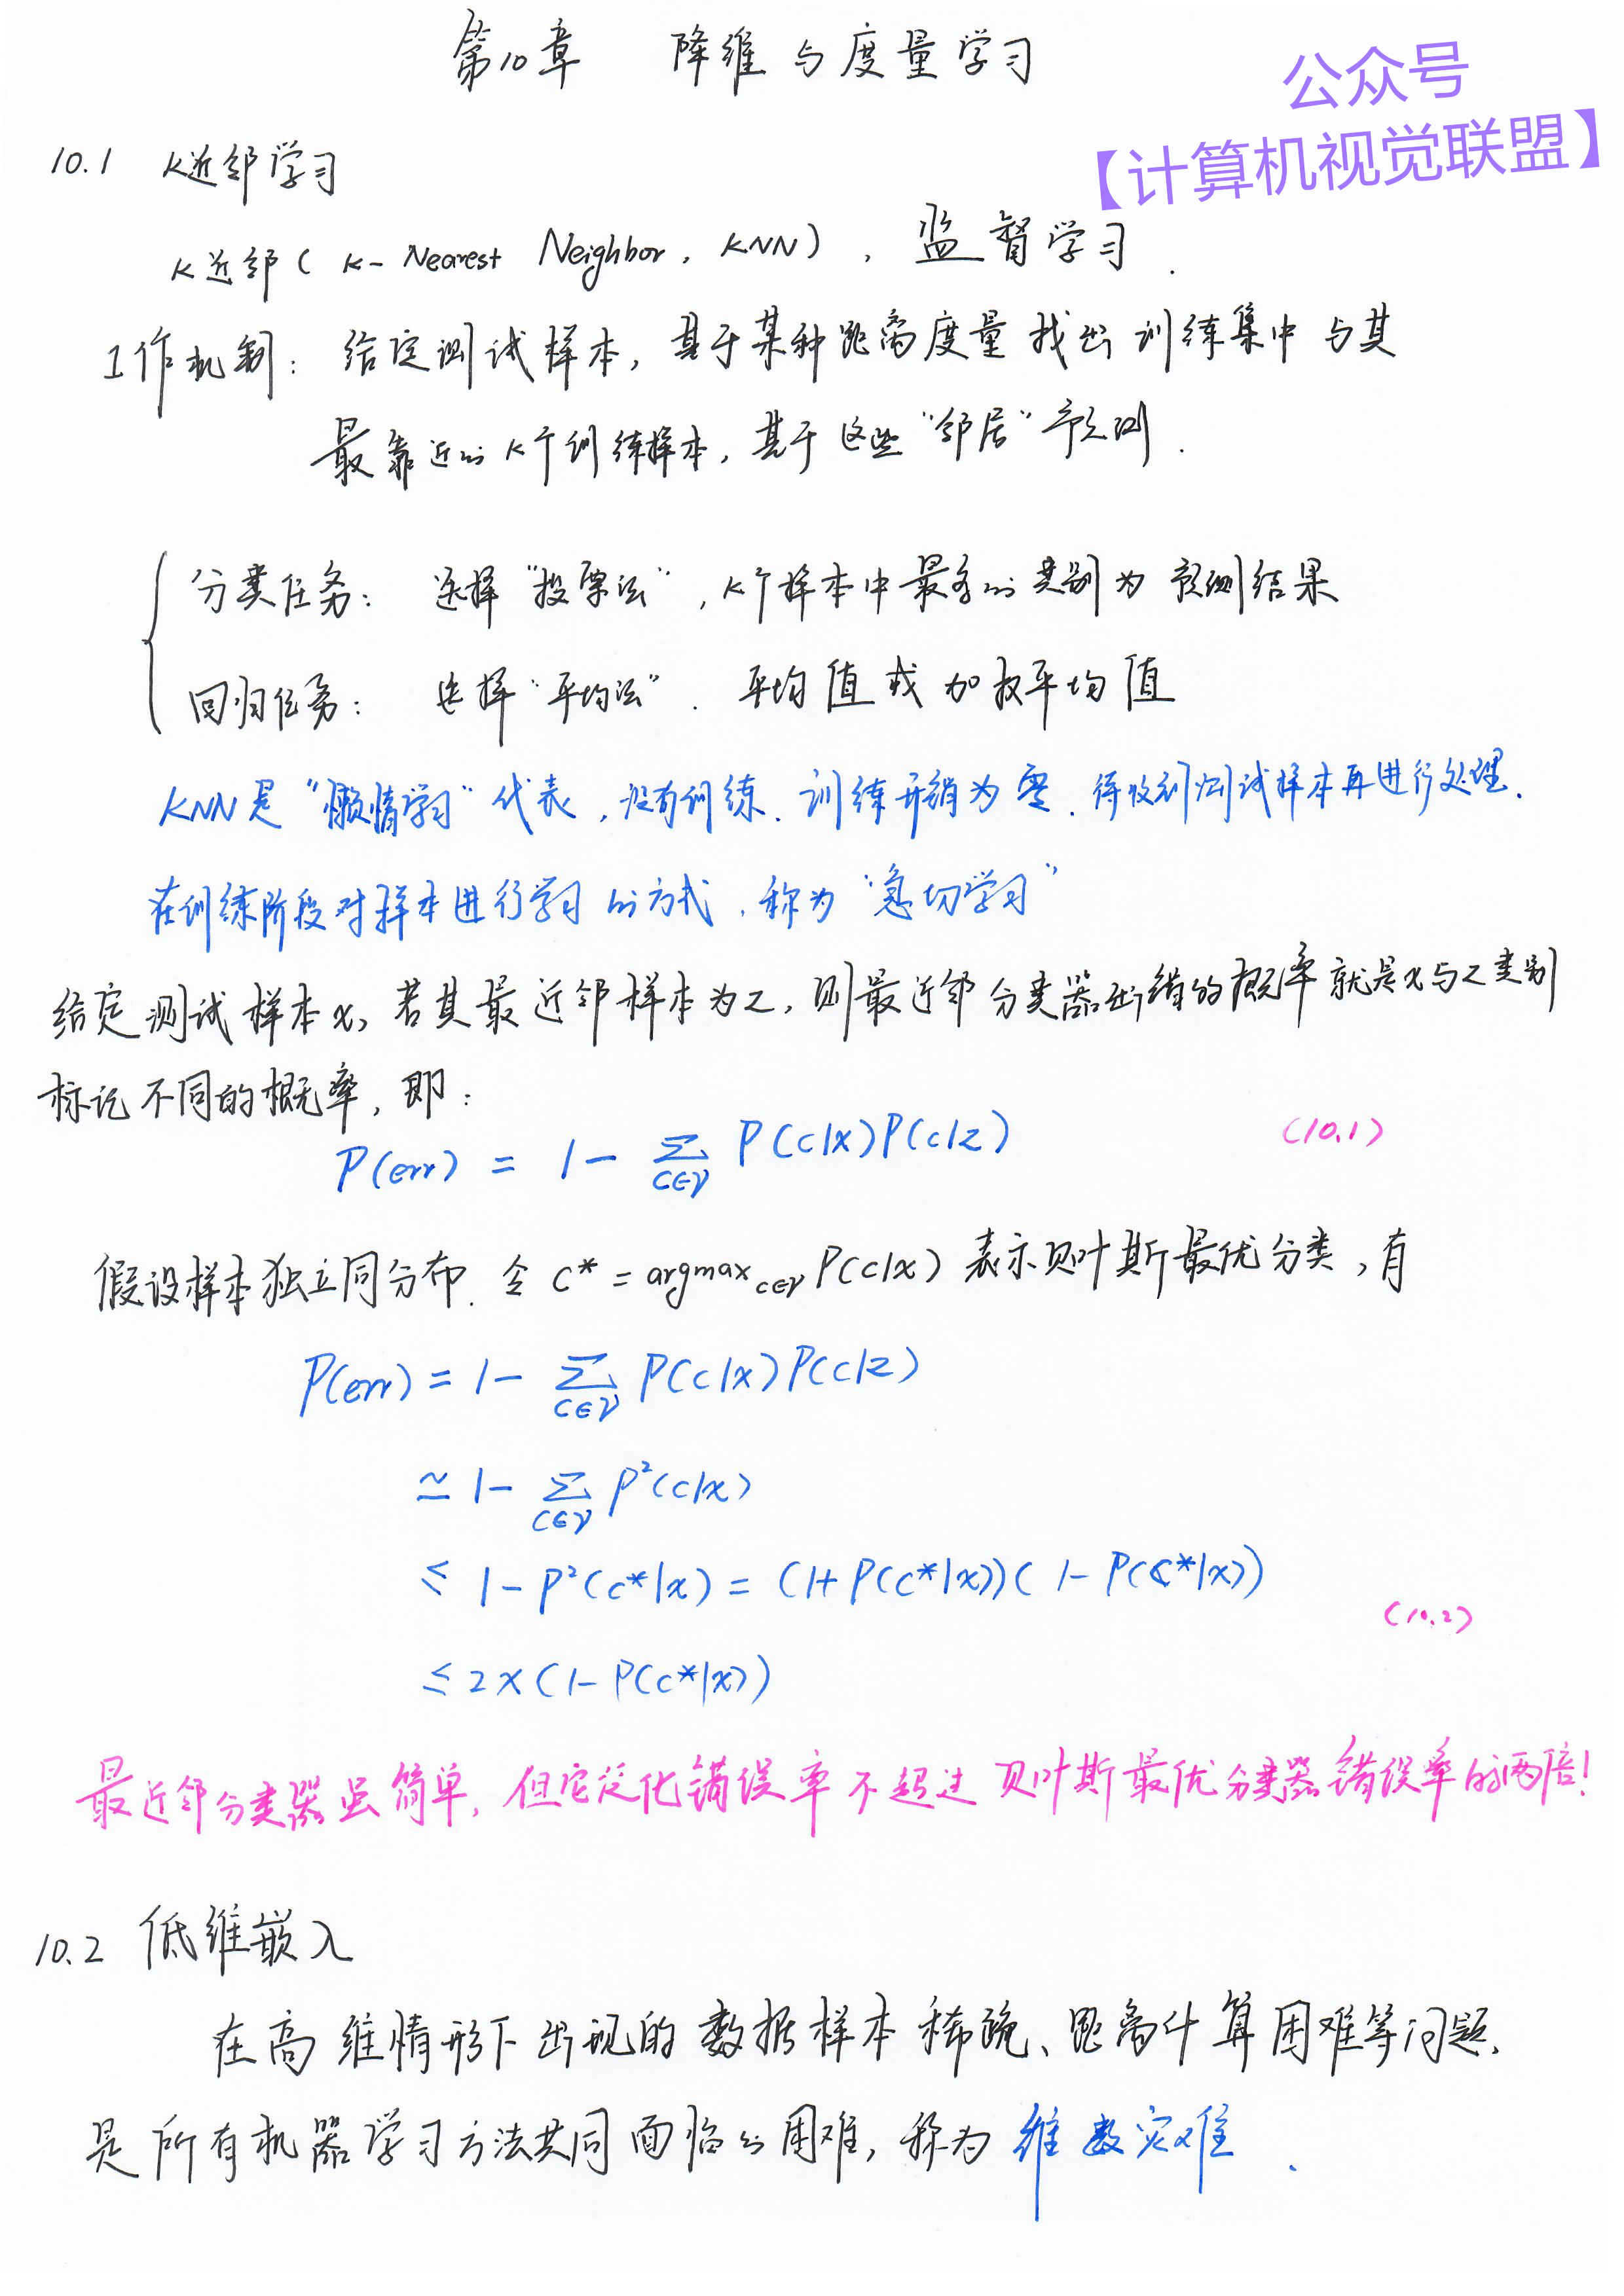 第10章 降维与度量学习
公众号
【计算机视觉联盟】
10.1 K近邻学习
K近邻( K- Nearest Neighbor, KNN), 监督学习.
工作机制: 给定测试样本, 基于某种距离度量找出训练集中与其
最靠近的K个训练样本, 基于这些"邻居"预测.
分类任务: 选择"投票法", K个样本中最多的类别为预测结果
回归任务: 选择"平均法". 平均值或加权平均值
KNN是"懒惰学习"代表, 没有训练. 训练开销为零. 待收到测试样本再进行处理.
在训练阶段对样本进行学习的方式, 称为"急切学习"
给定测试样本x, 若其最近邻样本为z, 则最近邻分类器出错的概率就是x与z类别
标记不同的概率, 即:
P(err) = 1 - ∑_{c∈γ} P(c|x)P(c|z) (10.1)
假设样本独立同分布. 令 c* = argmax_{c∈γ} P(c|x) 表示贝叶斯最优分类, 有
P(err) = 1 - ∑_{c∈γ} P(c|x)P(c|z)
≃ 1 - ∑_{c∈γ} P²(c|x)
≤ 1 - P²(c*|x) = (1+P(c*|x))( 1 - P(c*|x))
(10.2)
≤ 2×(1-P(c*|x))
最近邻分类器虽简单, 但它泛化错误率不超过贝叶斯最优分类器错误率的两倍!
10.2 低维嵌入
在高维情形下出现的数据样本稀疏、距离计算困难等问题,
是所有机器学习方法共同面临的困难, 称为维数灾难.